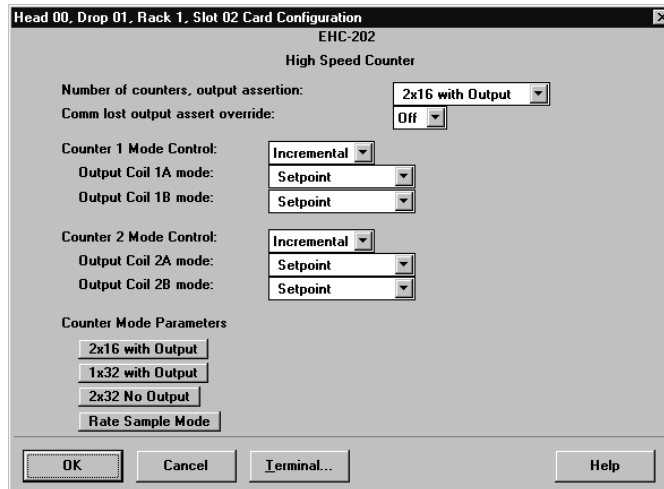 Head 00, Drop 01, Rack 1, Slot 02 Card Configuration
EHC-202
High Speed Counter
Number of counters, output assertion: 2x16 with Output
Comm lost output assert override: Off
Counter 1 Mode Control: Incremental
Output Coil 1A mode: Setpoint
Output Coil 1B mode: Setpoint
Counter 2 Mode Control: Incremental
Output Coil 2A mode: Setpoint
Output Coil 2B mode: Setpoint
Counter Mode Parameters
2x16 with Output
1x32 with Output
2x32 No Output
Rate Sample Mode
OK Cancel Terminal... Help